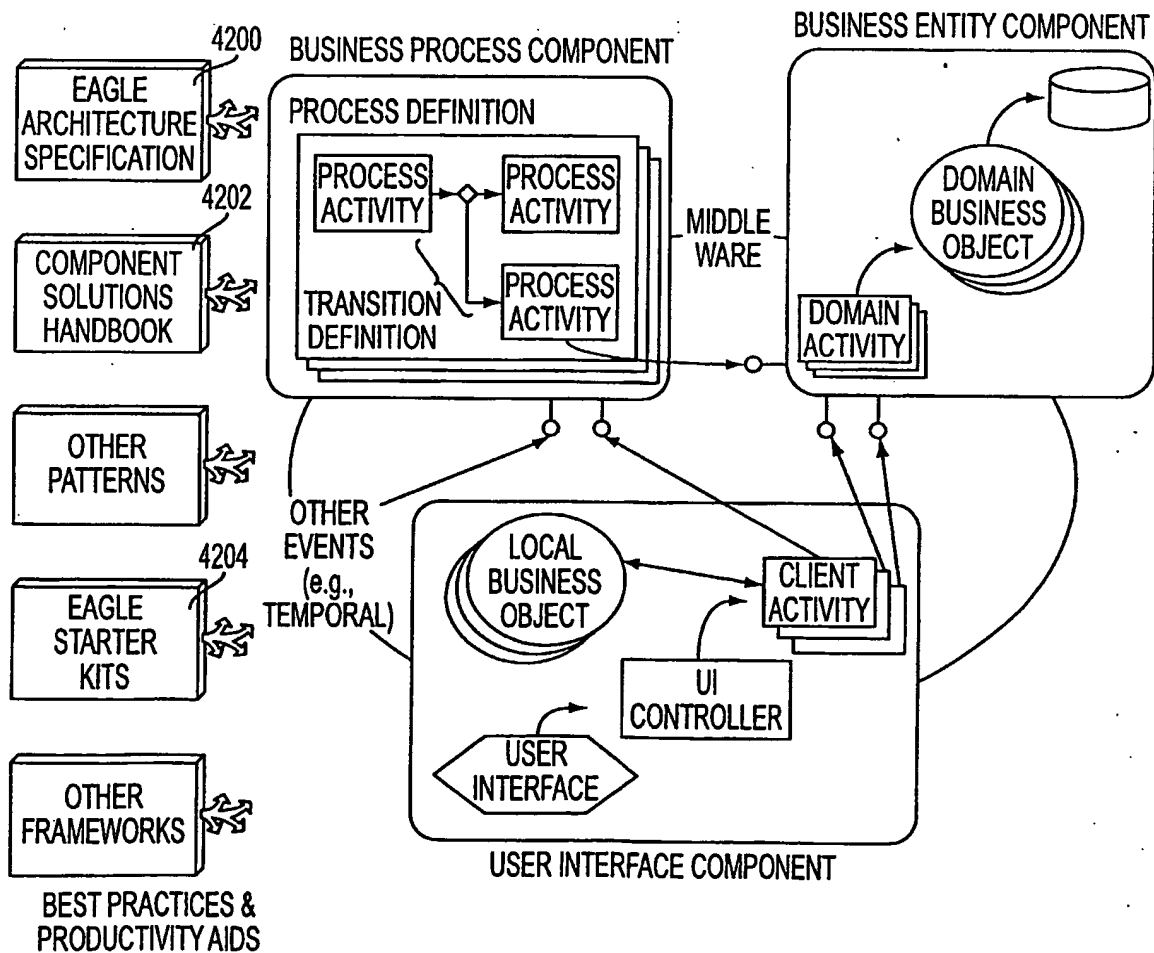 4200
EAGLE
ARCHITECTURE
SPECIFICATION
4202
COMPONENT
SOLUTIONS
HANDBOOK
OTHER
PATTERNS
4204
EAGLE
STARTER
KITS
OTHER
FRAMEWORKS
BEST PRACTICES &
PRODUCTIVITY AIDS
BUSINESS PROCESS COMPONENT
PROCESS DEFINITION
PROCESS
ACTIVITY
PROCESS
ACTIVITY
PROCESS
ACTIVITY
TRANSITION
DEFINITION
MIDDLE
WARE
BUSINESS ENTITY COMPONENT
DOMAIN
BUSINESS
OBJECT
DOMAIN
ACTIVITY
OTHER
EVENTS
(e.g.,
TEMPORAL)
LOCAL
BUSINESS
OBJECT
CLIENT
ACTIVITY
UI
CONTROLLER
USER
INTERFACE
USER INTERFACE COMPONENT